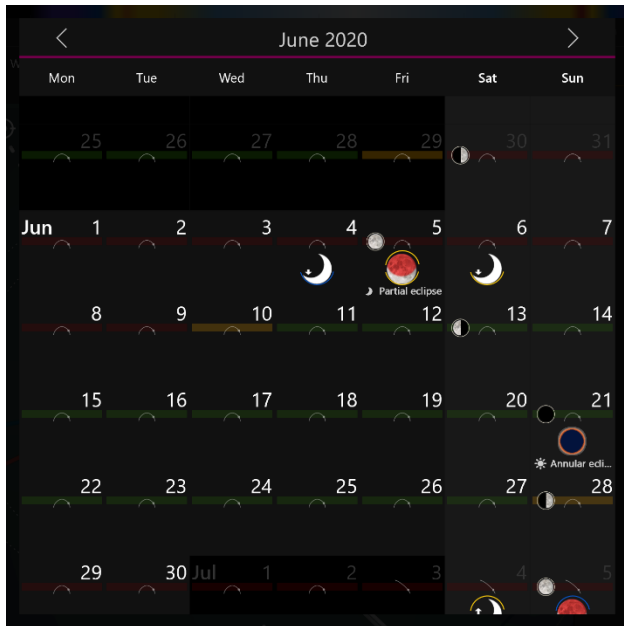 June 2020
Mon Tue Wed Thu Fri Sat Sun
25 26 27 28 29 30 31
Jun 1 2 3 4 5 6 7
Partial eclipse
8 9 10 11 12 13 14
15 16 17 18 19 20 21
Annular ecli...
22 23 24 25 26 27 28
29 30 Jul 1 2 3 4 5